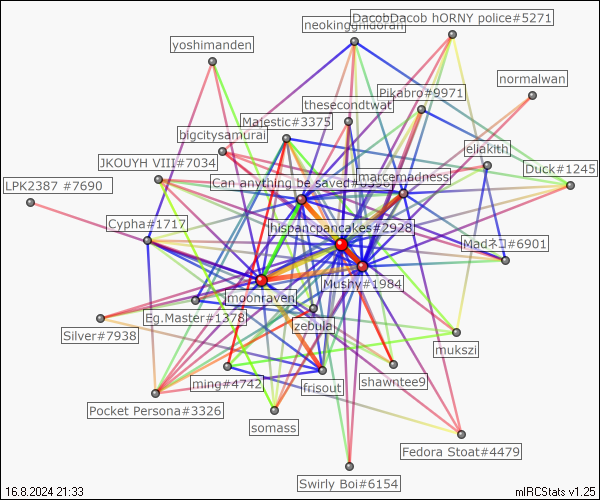 DacobDacob hORNY police#5271
neokingghidorah
yoshimanden
normalwan
Pikabro#9971
thesecondtwat
Majestic#3375
bigcitysamurai
eliakith
JKOUYH VIII#7034
Duck#1245
marcemadness
LPK2387 #7690
Can anything be saved#6398
Cypha#1717
hispancpancakes#2928
Madネコ#6901
Mushy#1984
moonraven
Eg.Master#1378
zebula
Silver#7938
mukszi
shawntee9
ming#4742
frisout
Pocket Persona#3326
somass
Fedora Stoat#4479
Swirly Boi#6154
16.8.2024 21:33
mIRCStats v1.25